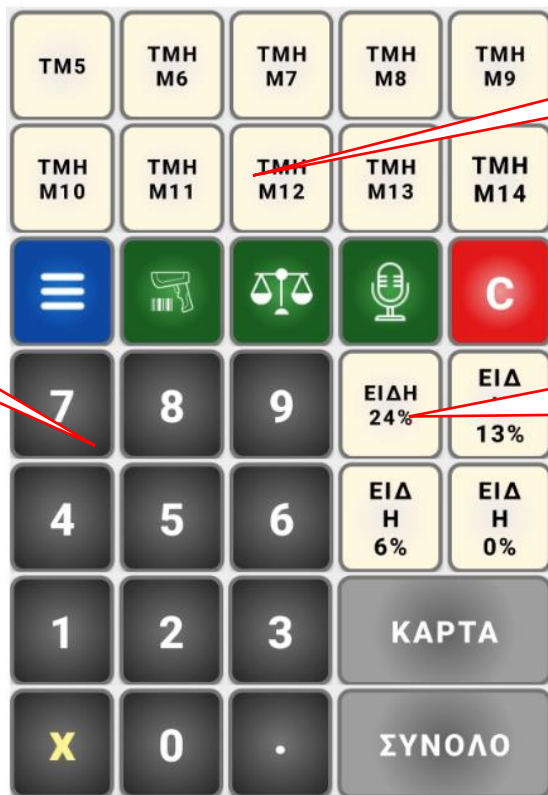 TM5
ΤΜΗ
Μ6
ΤΜΗ
Μ7
ΤΜΗ
Μ8
ΤΜΗ
Μ9
ΤΜΗ
Μ10
ΤΜΗ
Μ11
ΤΜΗ
Μ12
ΤΜΗ
Μ13
ΤΜΗ
Μ14
C
7
8
9
ΕΙΔΗ
24%
ΕΙΔ
13%
4
5
6
ΕΙΔ
Η
6%
ΕΙΔ
Η
0%
1
2
3
ΚΑΡΤΑ
X
0
.
ΣΥΝΟΛΟ